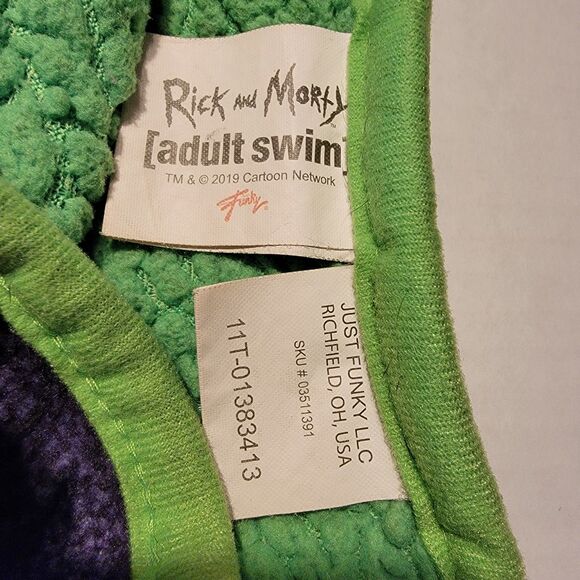 Rick and Morty
[adult swim]
TM & © 2019 Cartoon Network
Funky
JUST FUNKY LLC
RICHFIELD, OH, USA
SKU # 03511391
11T-01383413